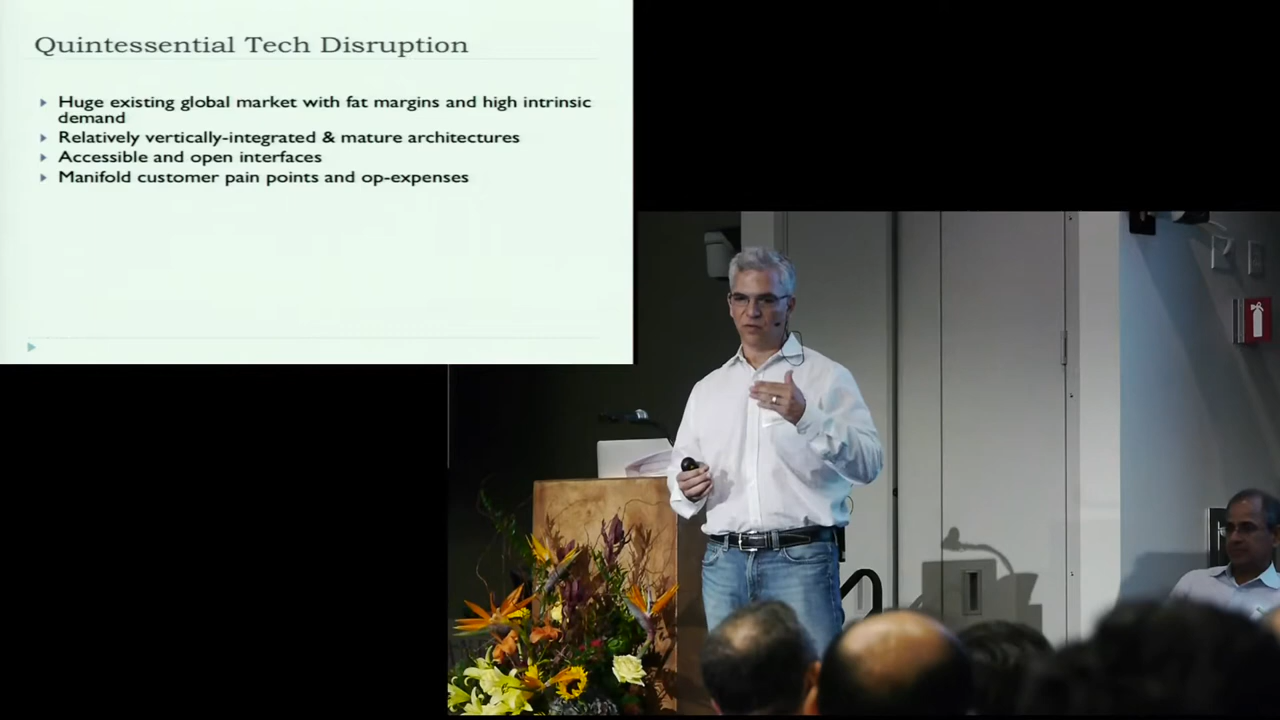 Quintessential Tech Disruption
Huge existing global market with fat margins and high intrinsic
demand
Relatively vertically-integrated & mature architectures
Accessible and open interfaces
Manifold customer pain points and op-expenses